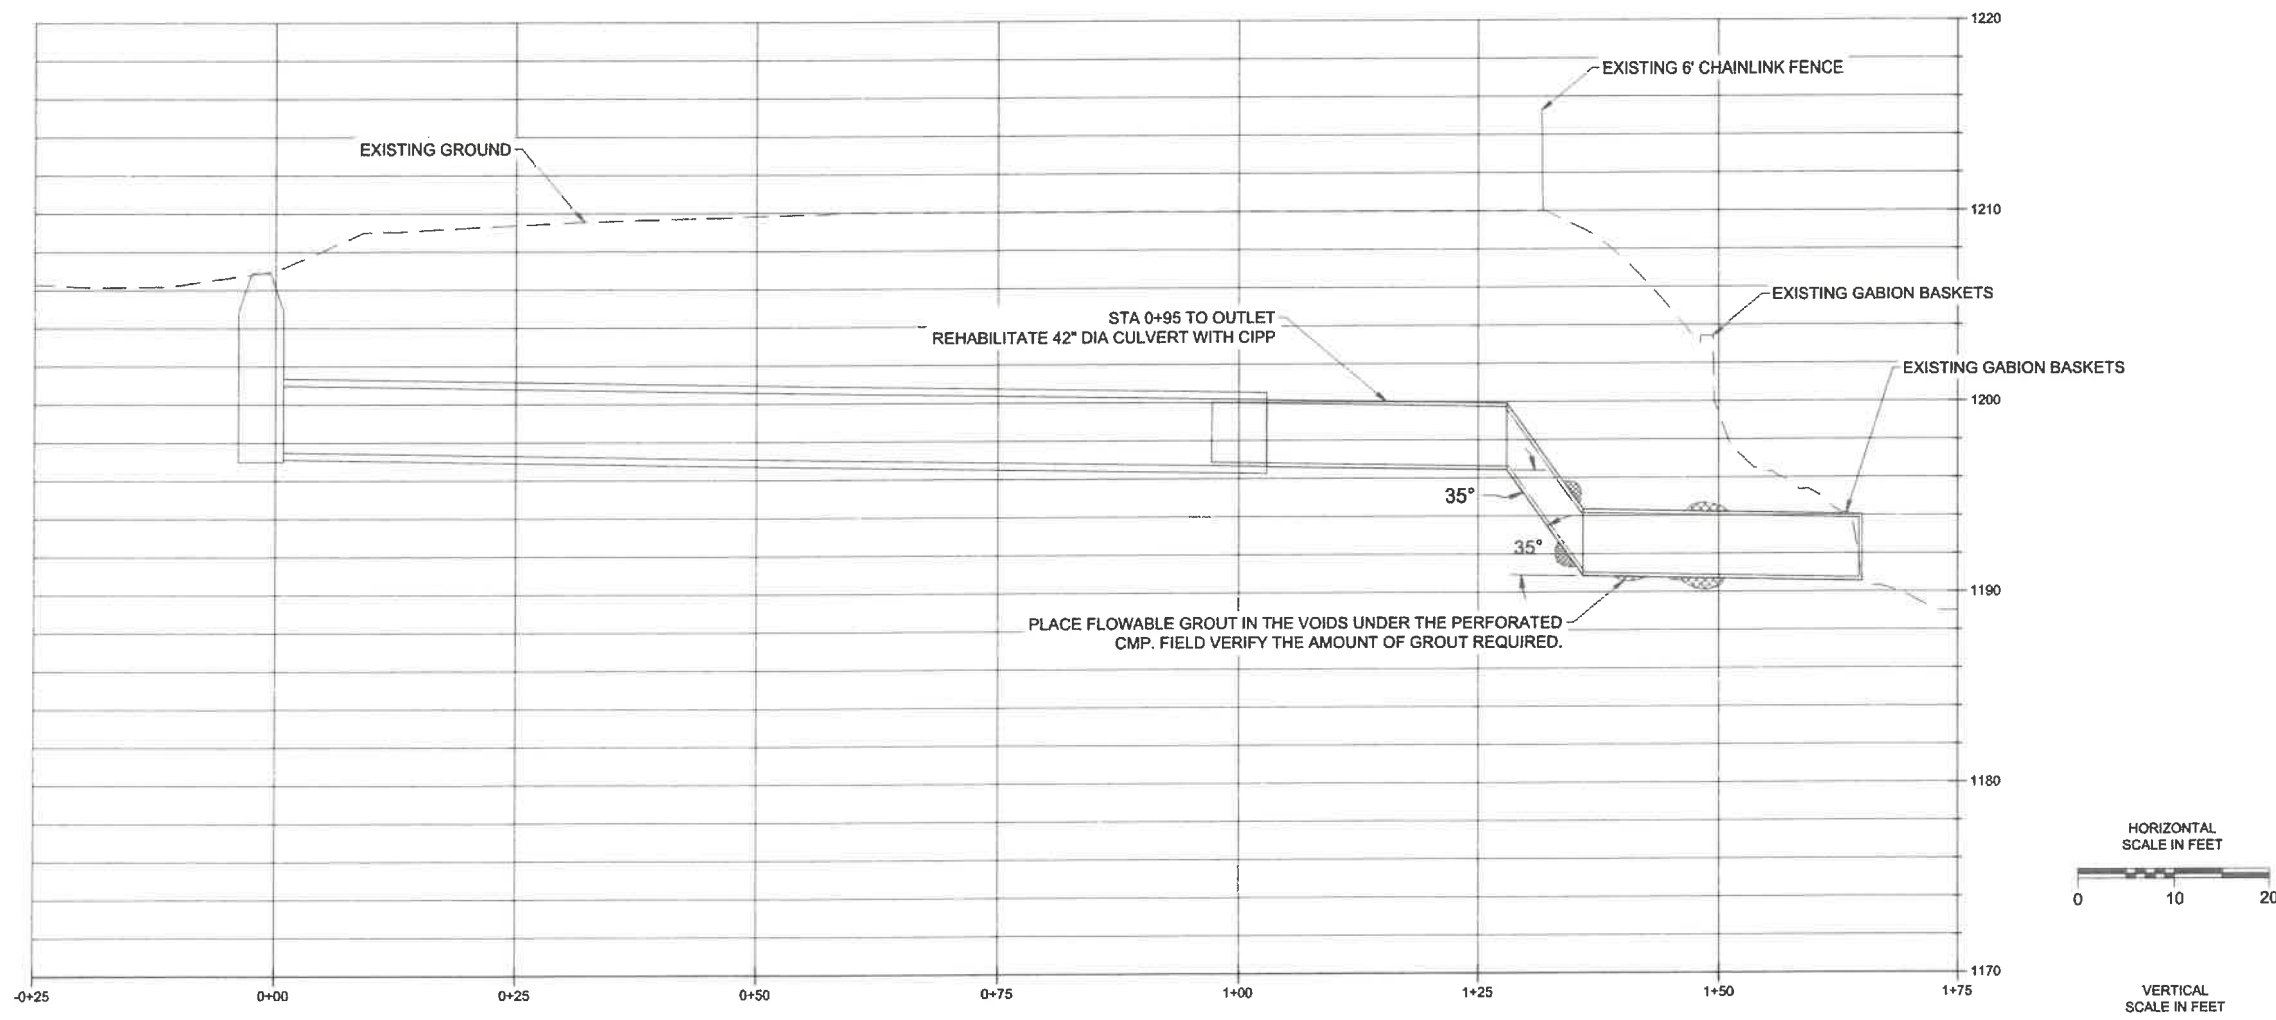 1220
EXISTING 6' CHAINLINK FENCE
EXISTING GROUND
1210
EXISTING GABION BASKETS
STA 0+95 TO OUTLET
REHABILITATE 42" DIA CULVERT WITH CIPP
EXISTING GABION BASKETS
1200
35°
35°
1190
PLACE FLOWABLE GROUT IN THE VOIDS UNDER THE PERFORATED
CMP. FIELD VERIFY THE AMOUNT OF GROUT REQUIRED.
1180
HORIZONTAL
SCALE IN FEET
0 10 20
1170
-0+25 0+00 0+25 0+50 0+75 1+00 1+25 1+50 1+75
VERTICAL
SCALE IN FEET